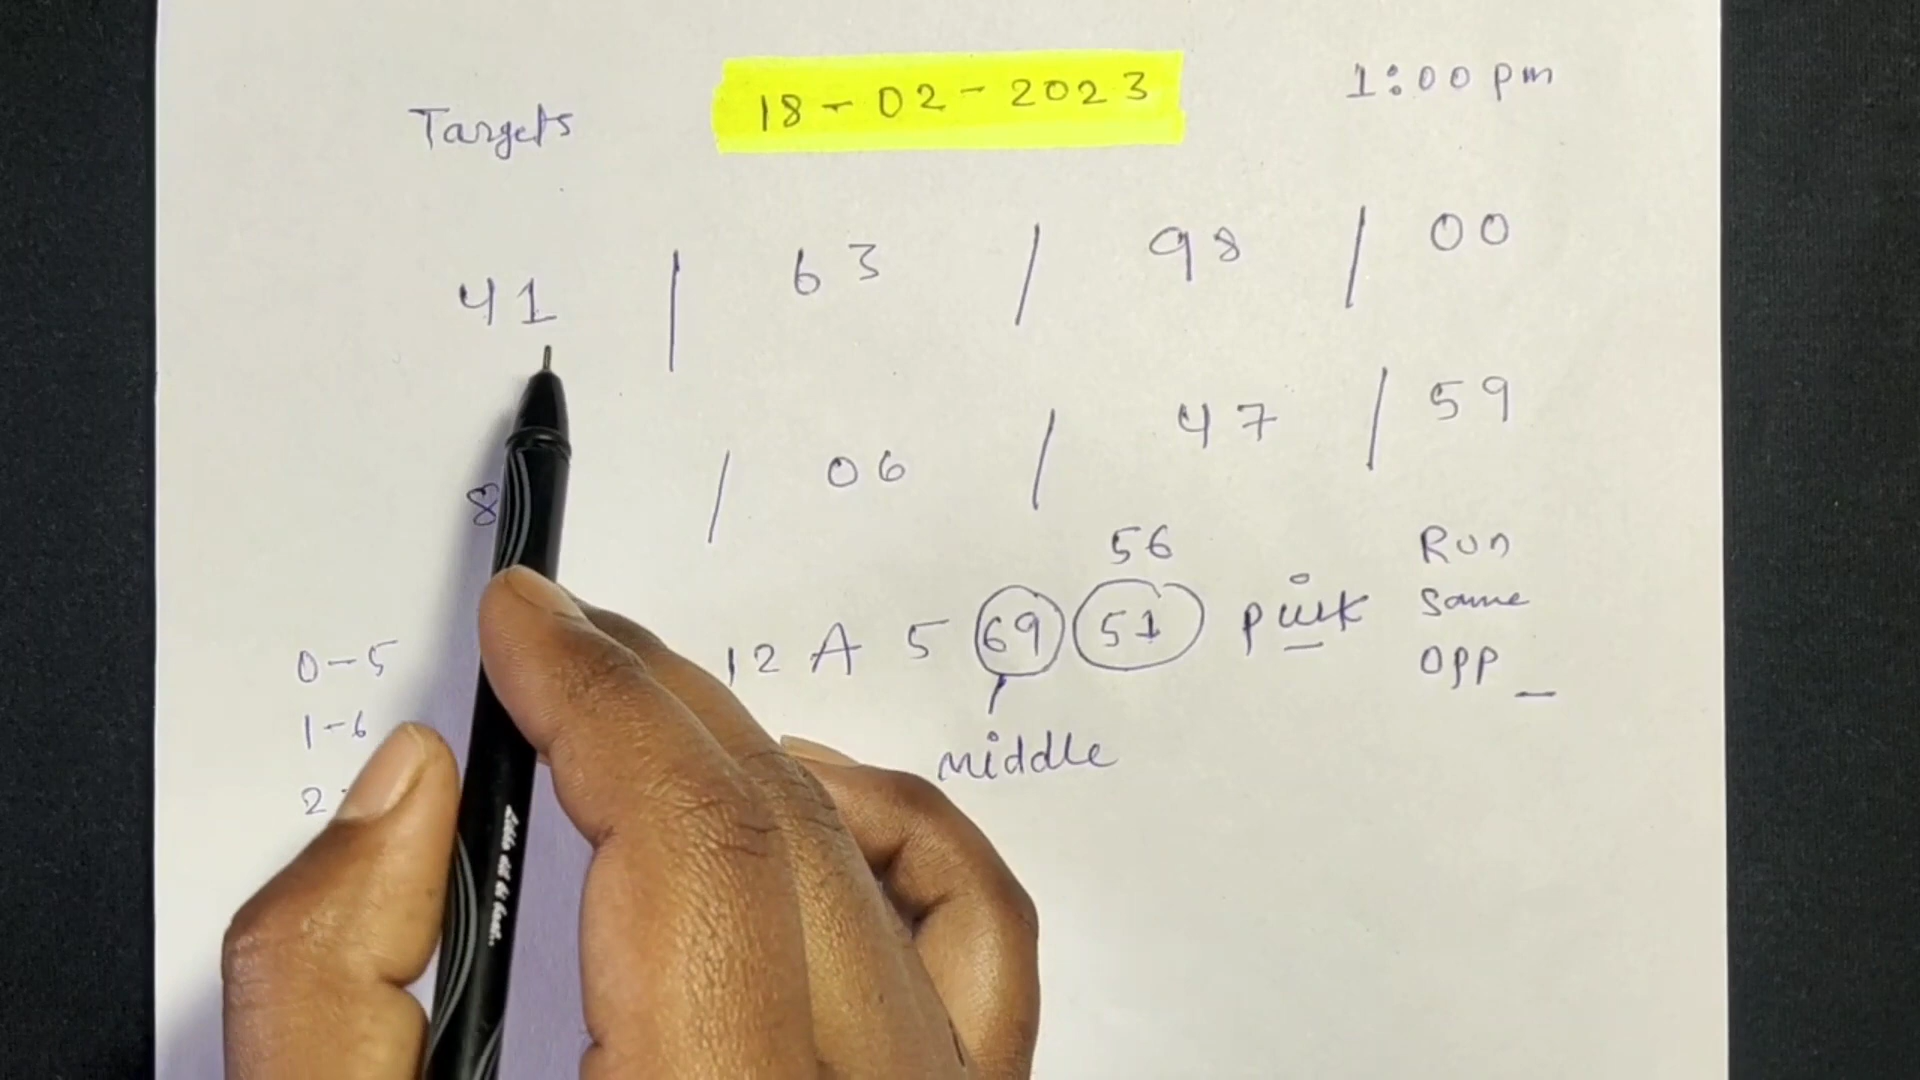 Targets 18-02-2023 1:00 pm
41 | 63 / 98 / 00
8 / 06 / 47 / 59
56
12 A 5 69 51
Run
Same
opp _
middle
0-5
1-6
2